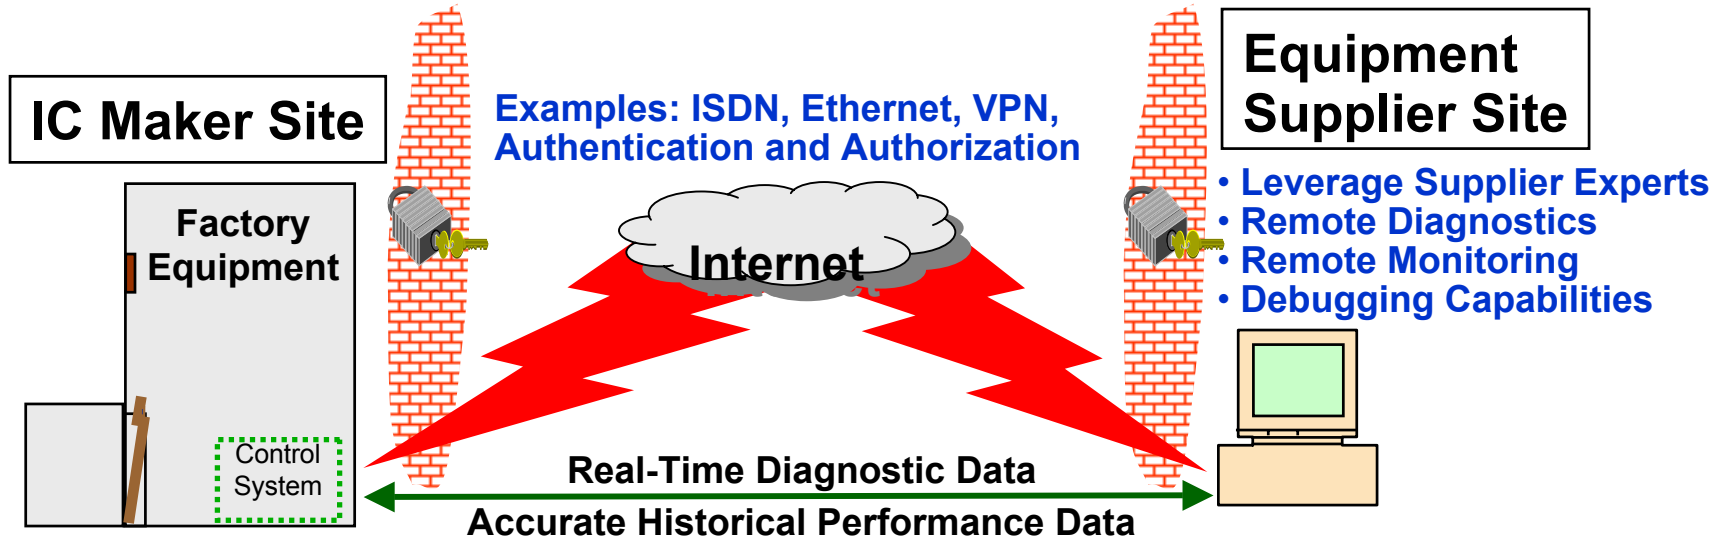 IC Maker Site
Factory
Equipment
Control
System
Examples: ISDN, Ethernet, VPN,
Authentication and Authorization
Internet
Real-Time Diagnostic Data
Accurate Historical Performance Data
Equipment
Supplier Site
• Leverage Supplier Experts
• Remote Diagnostics
• Remote Monitoring
• Debugging Capabilities